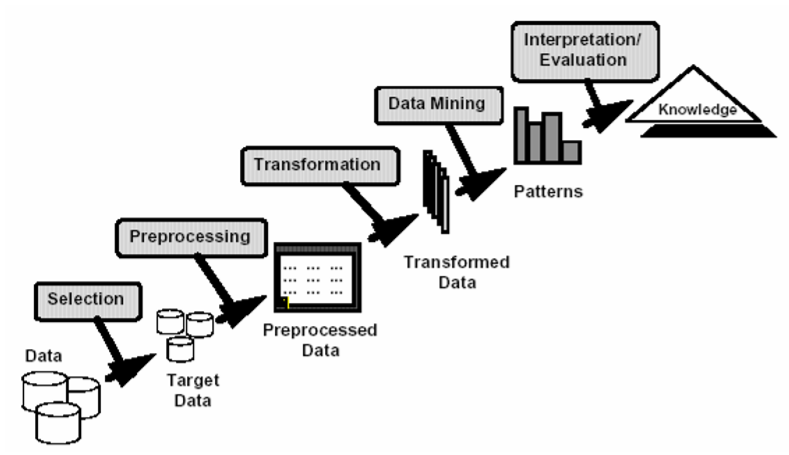 Interpretation/
Evaluation
Knowledge
Data Mining
Patterns
Transformation
Transformed
Data
Preprocessing
Preprocessed
Data
Selection
Target
Data
Data